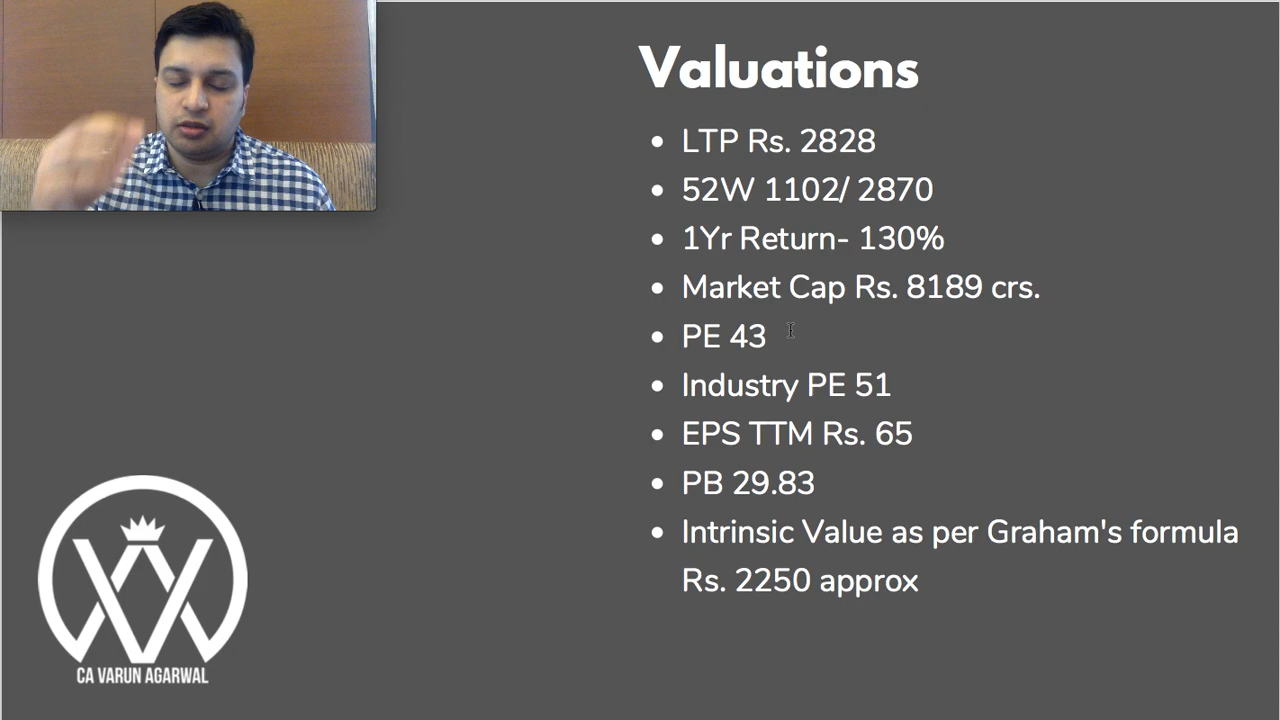 Valuations
LTP Rs. 2828
52W 1102/ 2870
1Yr Return- 130%
Market Cap Rs. 8189 crs.
PE 43
Industry PE 51
EPS TTM Rs. 65
PB 29.83
Intrinsic Value as per Graham's formula
Rs. 2250 approx
CA VARUN AGARWAL